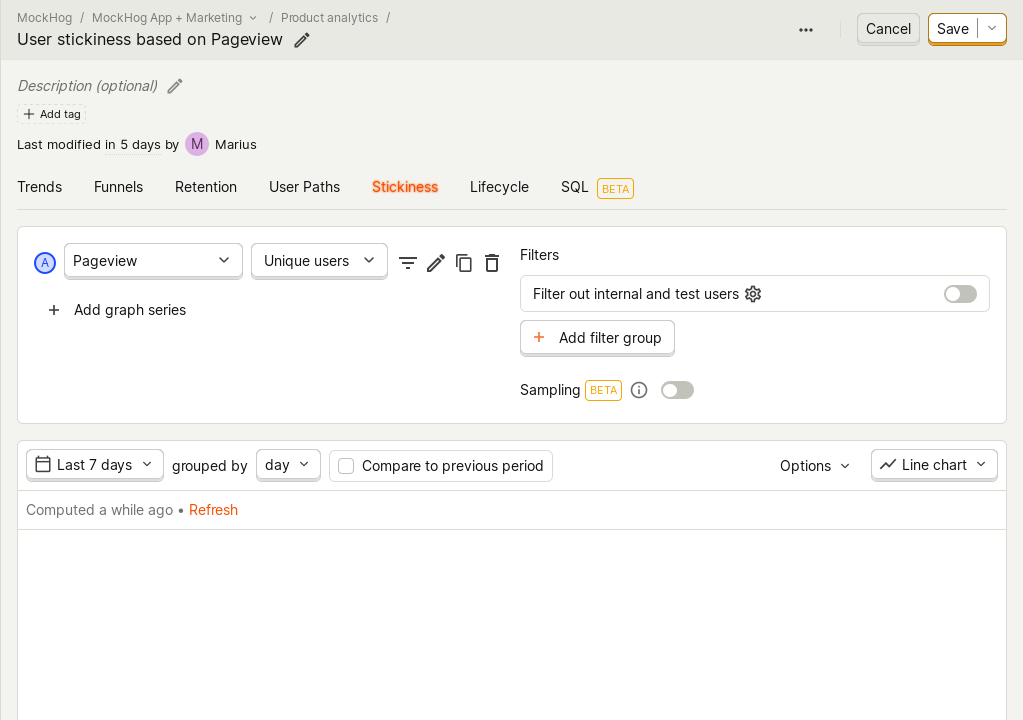 MockHog / MockHog App + Marketing / Product analytics /
User stickiness based on Pageview
Cancel
Save
Description (optional)
Add tag
Last modified in 5 days by M Marius
Trends Funnels Retention User Paths Stickiness Lifecycle SQL BETA
A Pageview Unique users
Add graph series
Filters
Filter out internal and test users
Add filter group
Sampling BETA
Last 7 days grouped by day Compare to previous period Options Line chart
Computed a while ago • Refresh